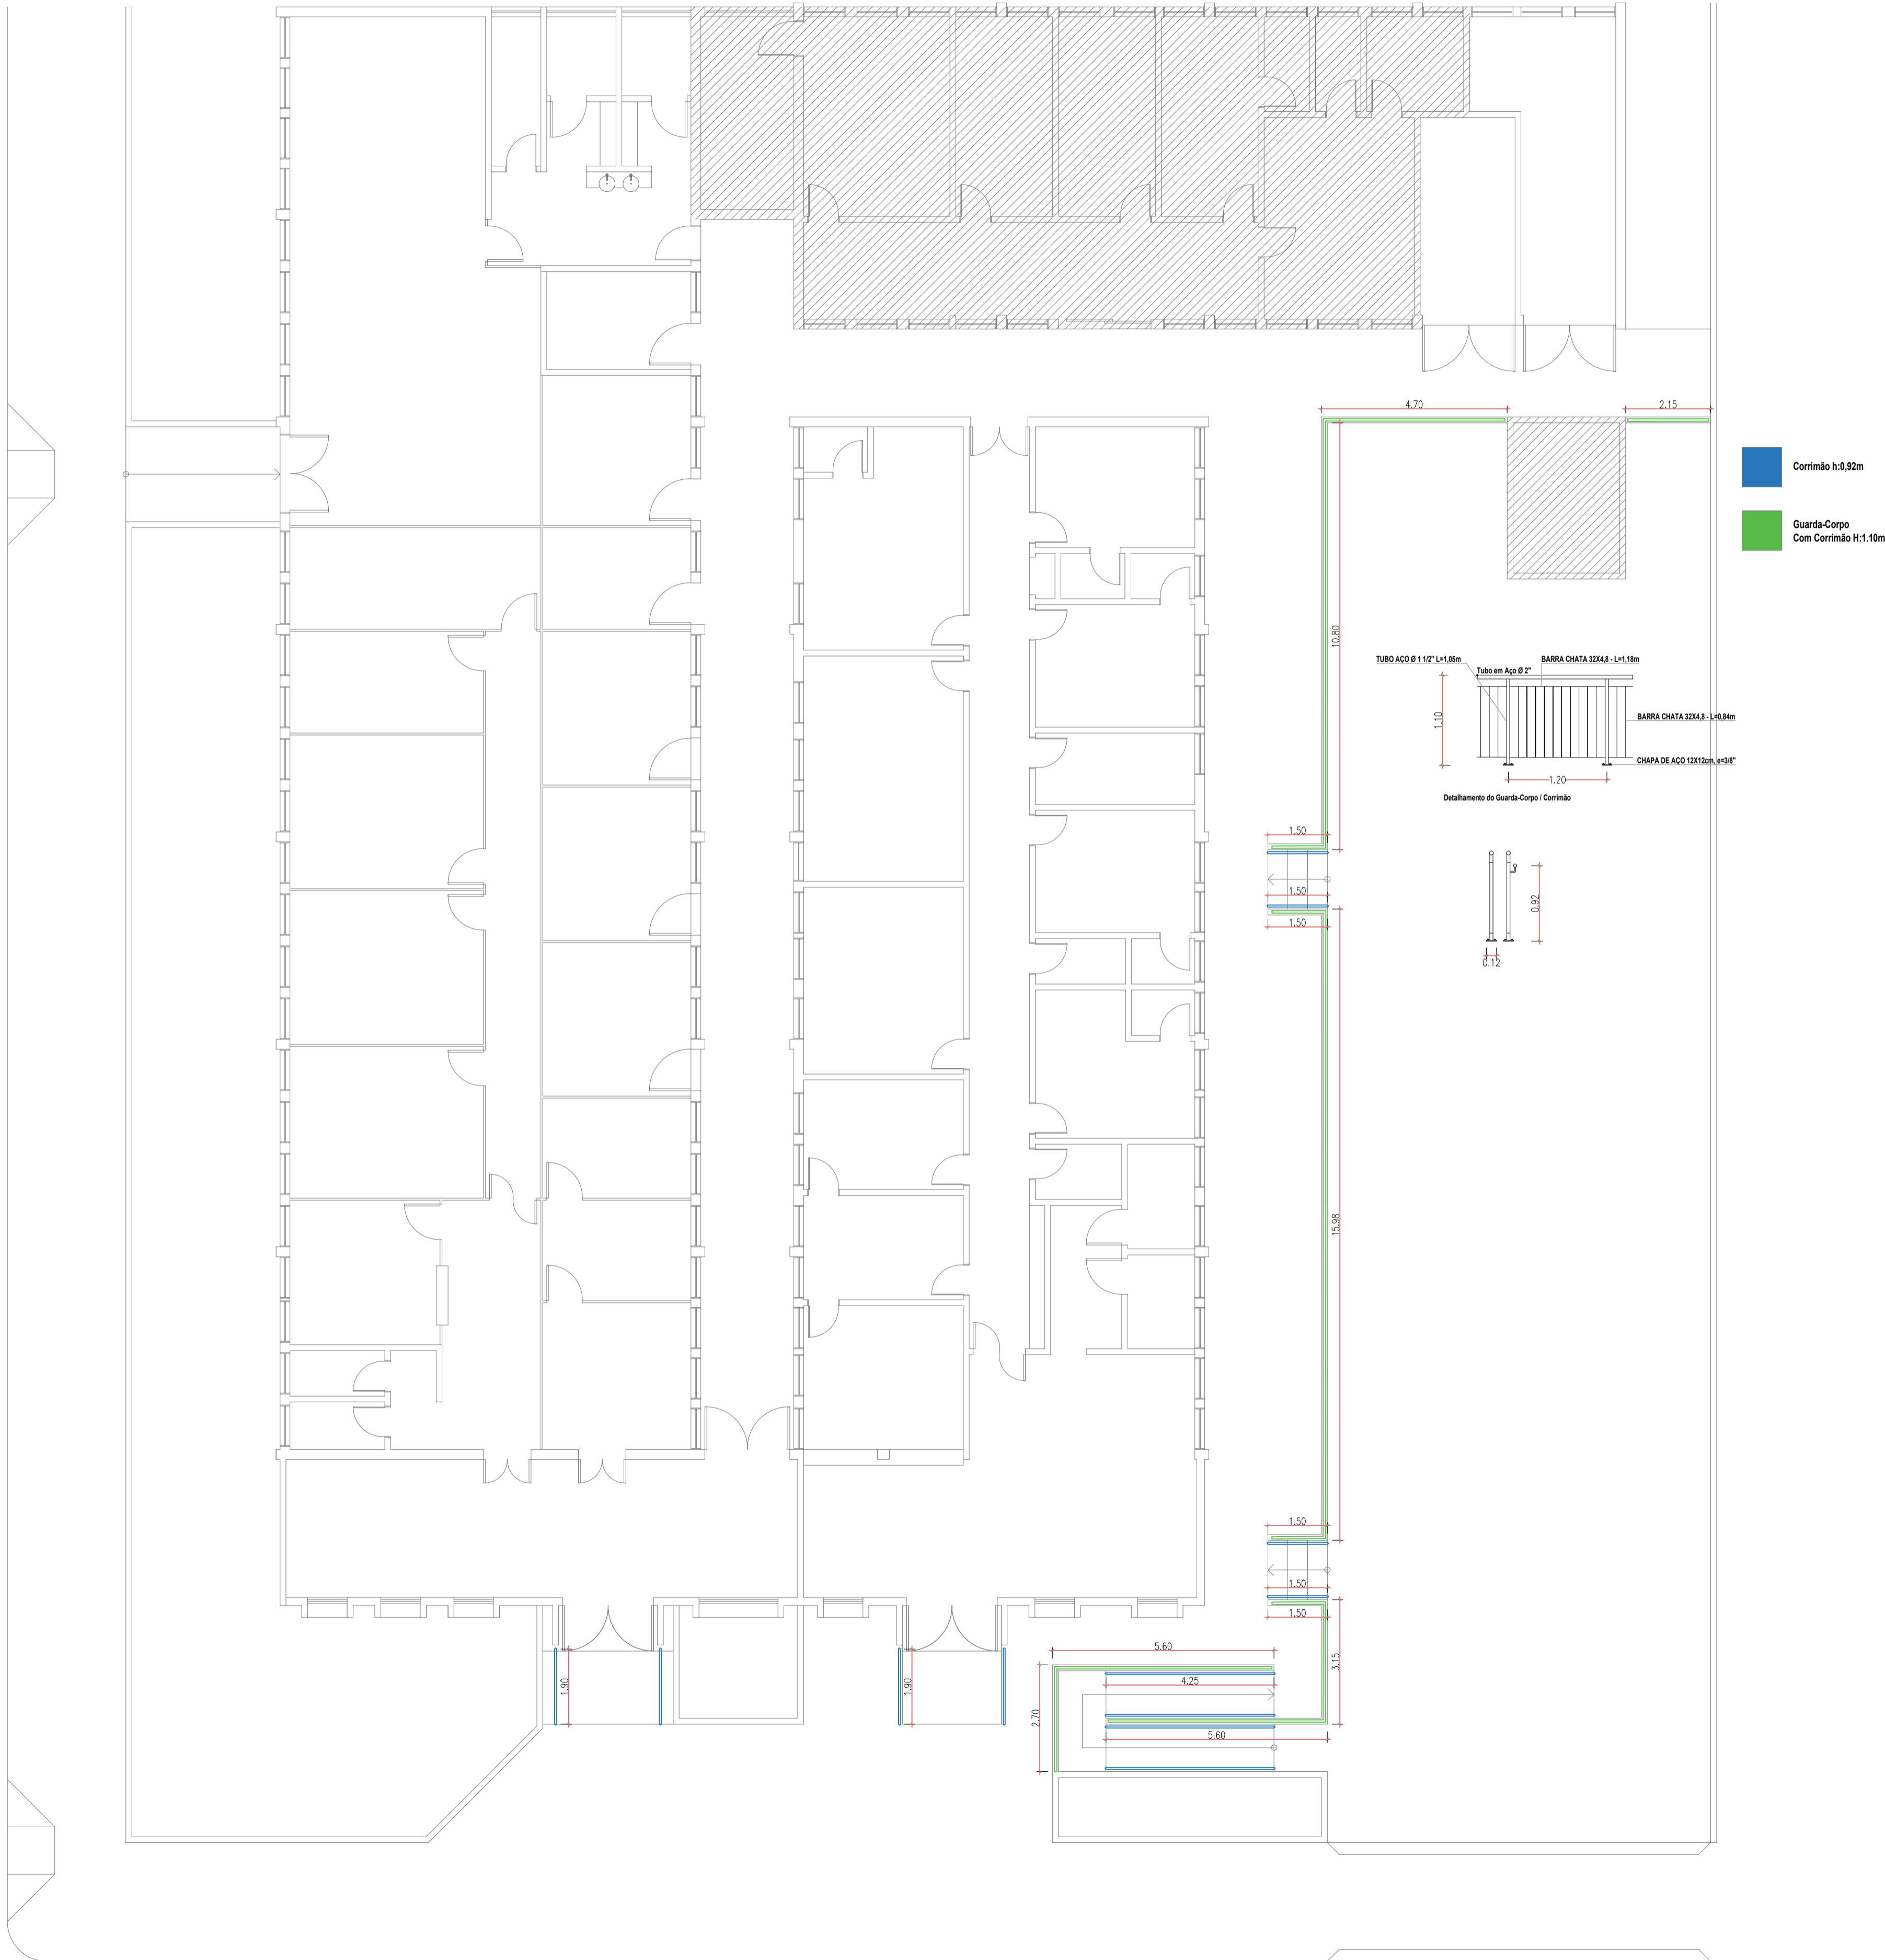 4.70
2.15
Corrimão h:0,92m
Guarda-Corpo
Com Corrimão H:1.10m
10.80
TUBO AÇO Ø 1 1/2" L=1,05m
BARRA CHATA 32X4,8 - L=1,18m
Tubo em Aço Ø 2"
1.10
BARRA CHATA 32X4,8 - L=0,84m
CHAPA DE AÇO 12X12cm, e=3/8"
1.20
Detalhamento do Guarda-Corpo / Corrimão
1.50
1.50
1.50
0.92
0.12
15.98
1.50
1.50
1.50
3.15
5.60
4.25
1.90
1.90
2.70
5.60